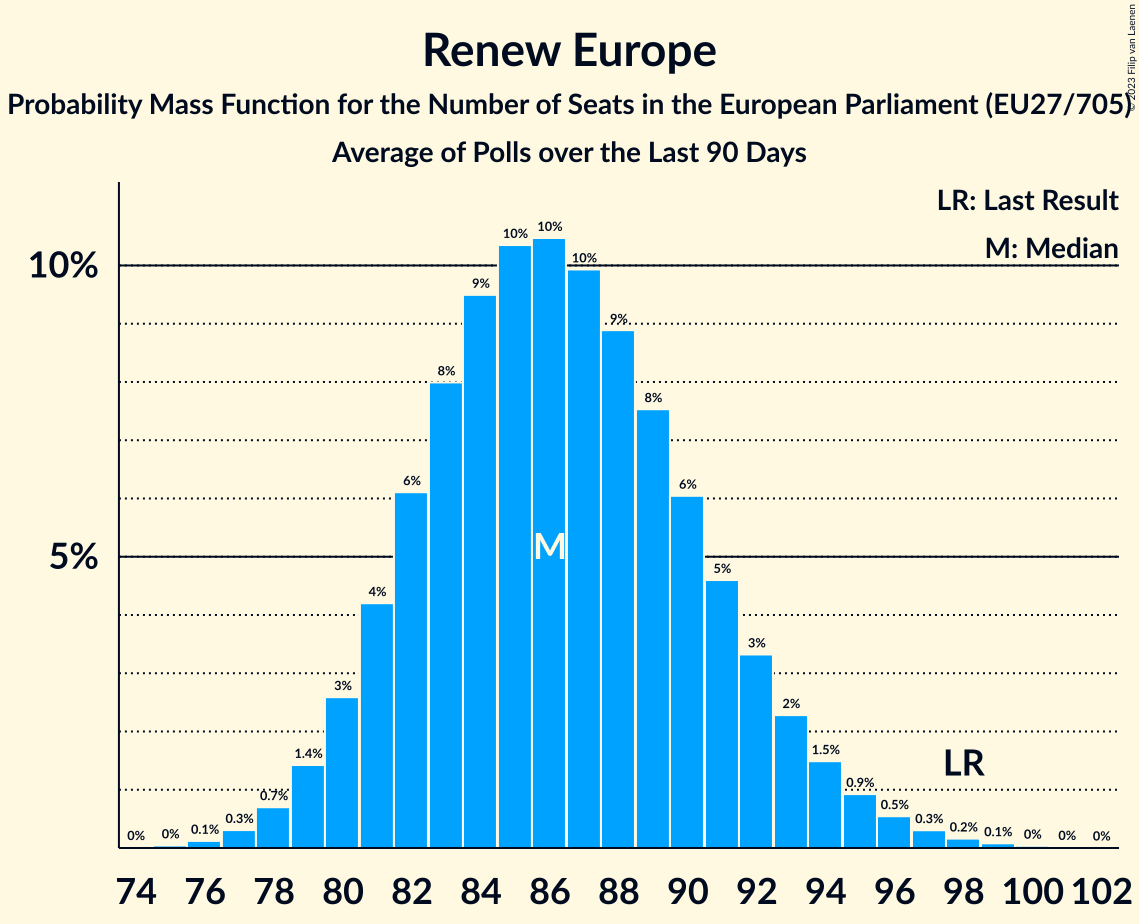 Renew Europe
Probability Mass Function for the Number of Seats in the European Parliament (EU27/705)
Average of Polls over the Last 90 Days
© 2023 Filip van Laenen
LR: Last Result
M: Median
10%
5%
0% 0% 0.1% 0.3% 0.7% 1.4% 3% 4% 6% 8% 9% 10% 10% 10% 9% 8% 6% 5% 3% 2% 1.5% 0.9% 0.5% 0.3% 0.2% 0.1% 0% 0% 0%
M
LR
74 76 78 80 82 84 86 88 90 92 94 96 98 100 102